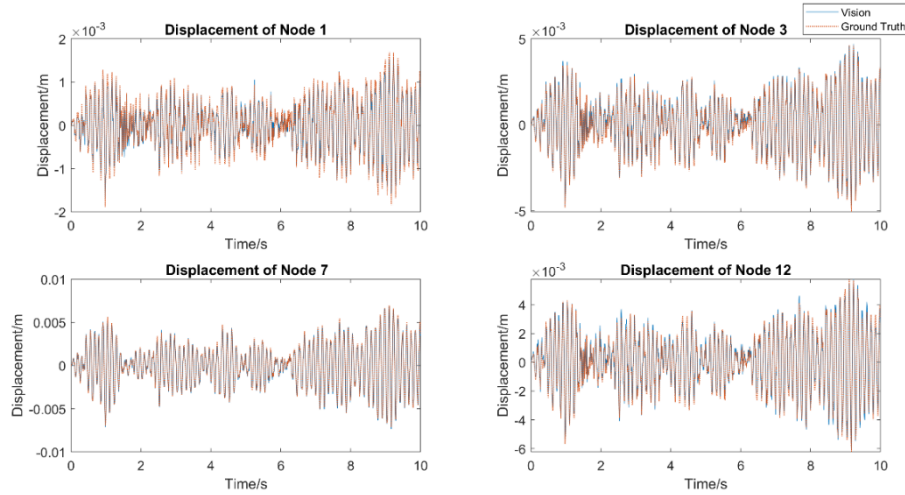 Vision
Ground Truth
×10⁻³
Displacement of Node 1
2
1
0
-1
-2
Displacement/m
0 2 4 6 8 10
Time/s
×10⁻³
Displacement of Node 3
5
0
-5
Displacement/m
0 2 4 6 8 10
Time/s
Displacement of Node 7
0.01
0.005
0
-0.005
-0.01
Displacement/m
0 2 4 6 8 10
Time/s
×10⁻³
Displacement of Node 12
4
2
0
-2
-4
-6
Displacement/m
0 2 4 6 8 10
Time/s